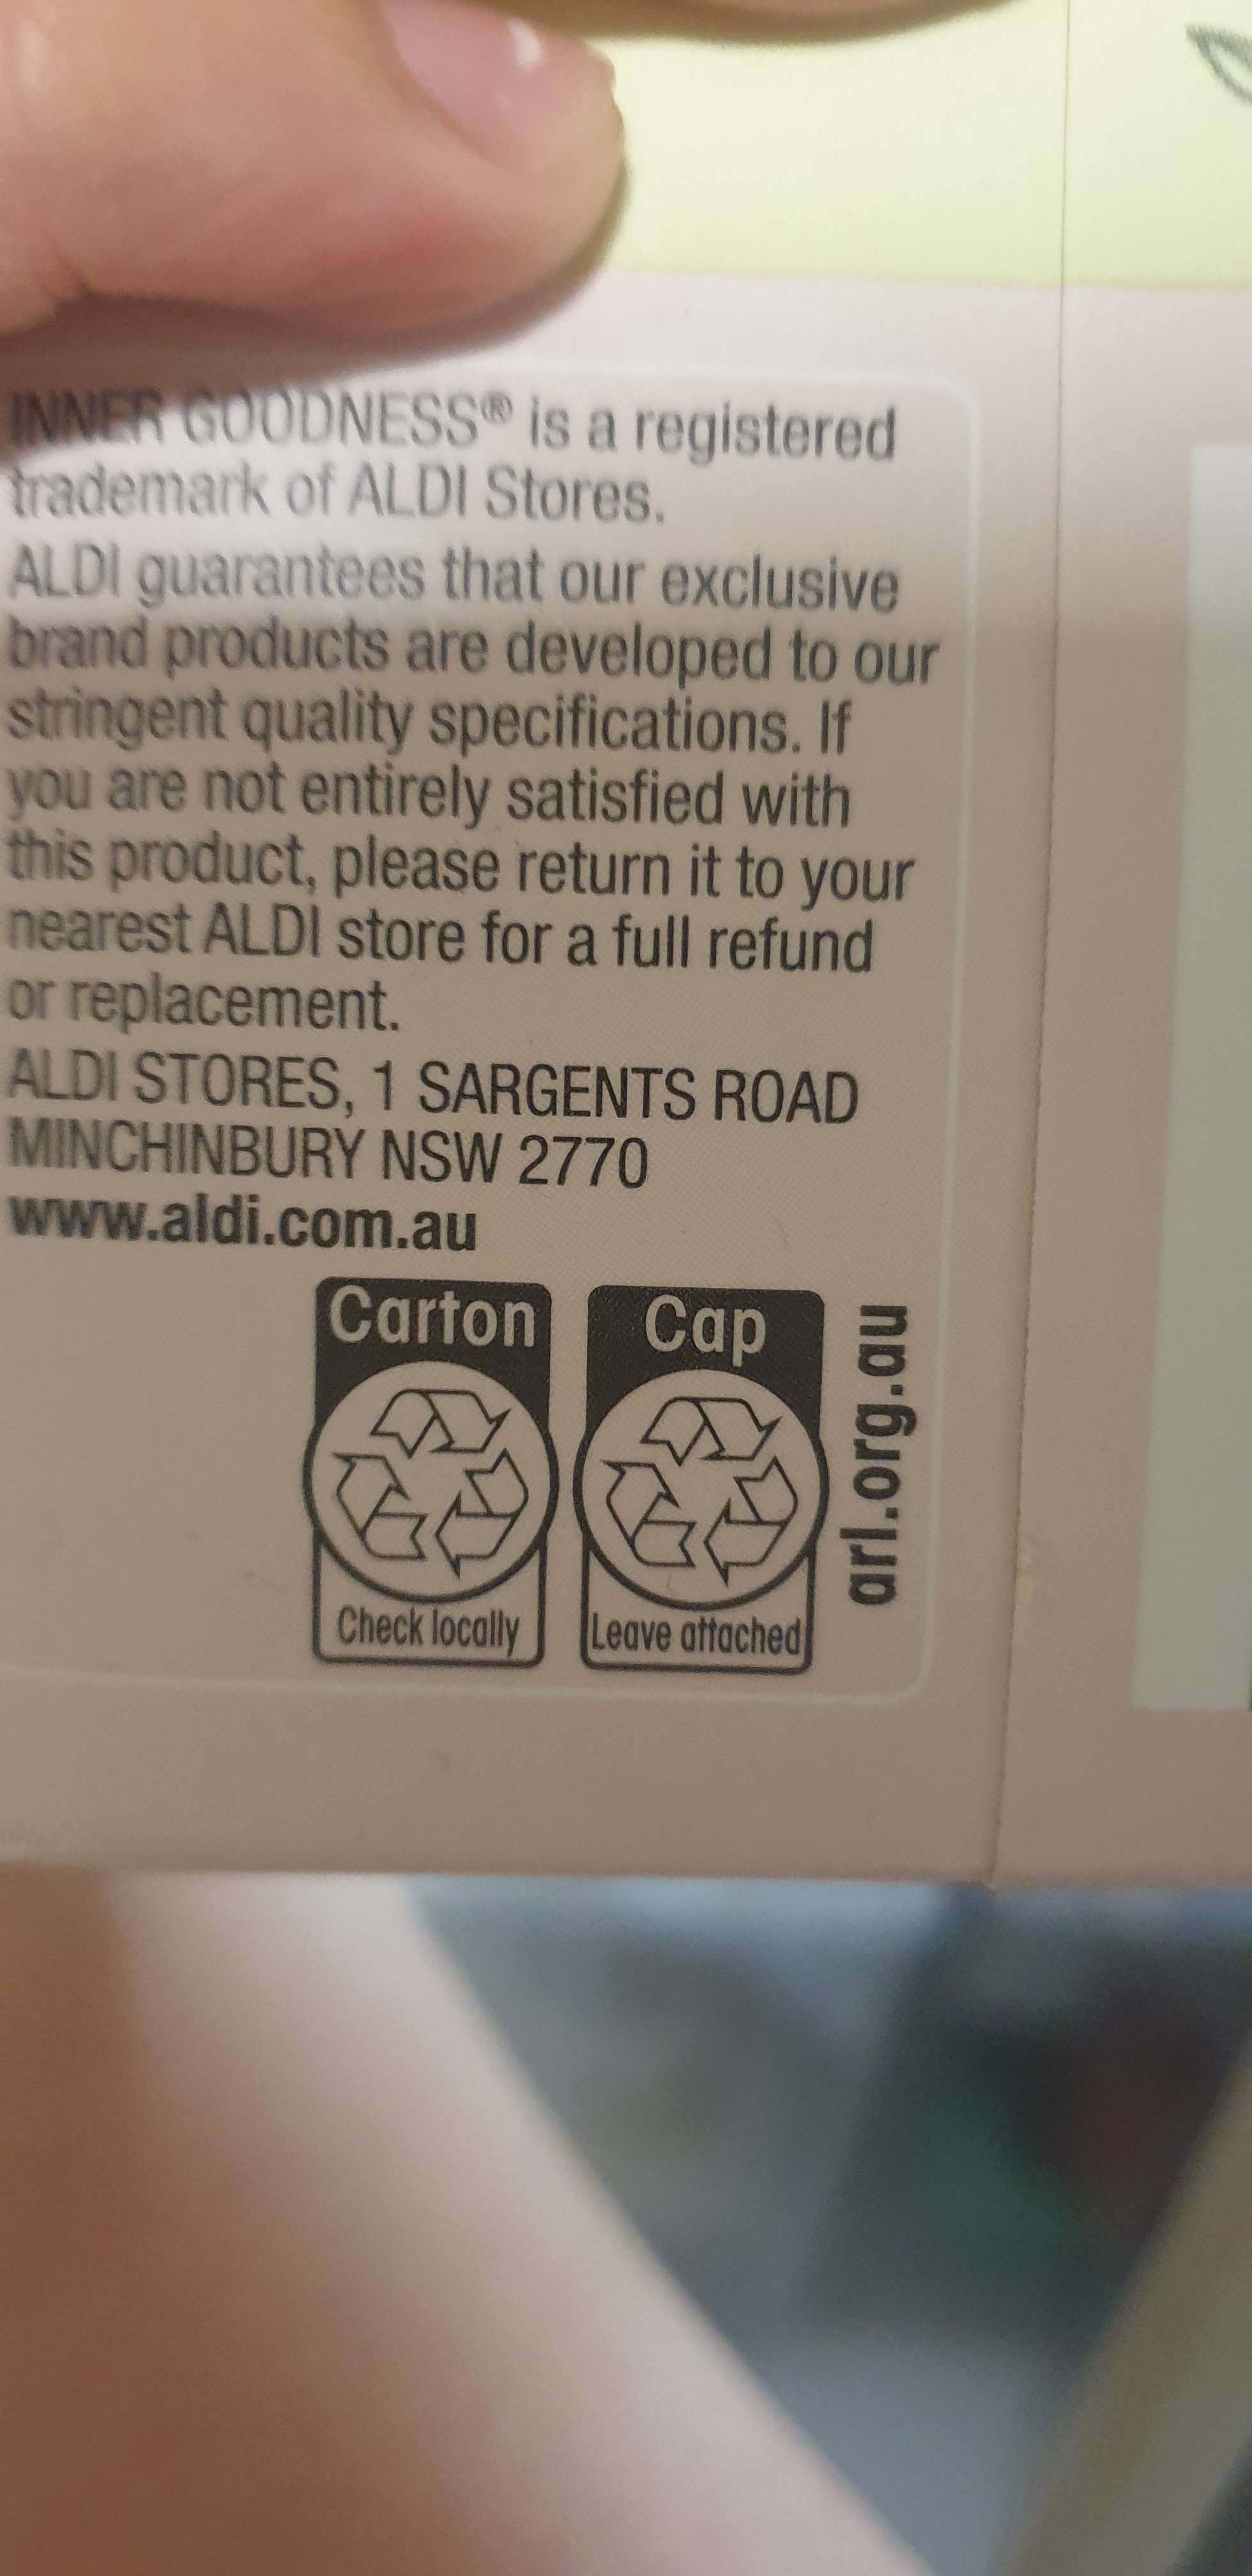 INNER GOODNESS® is a registered
trademark of ALDI Stores.
ALDI guarantees that our exclusive
brand products are developed to our
stringent quality specifications. If
you are not entirely satisfied with
this product, please return it to your
nearest ALDI store for a full refund
or replacement.
ALDI STORES, 1 SARGENTS ROAD
MINCHINBURY NSW 2770
www.aldi.com.au
Carton
Check locally
Cap
Leave attached
arl.org.au